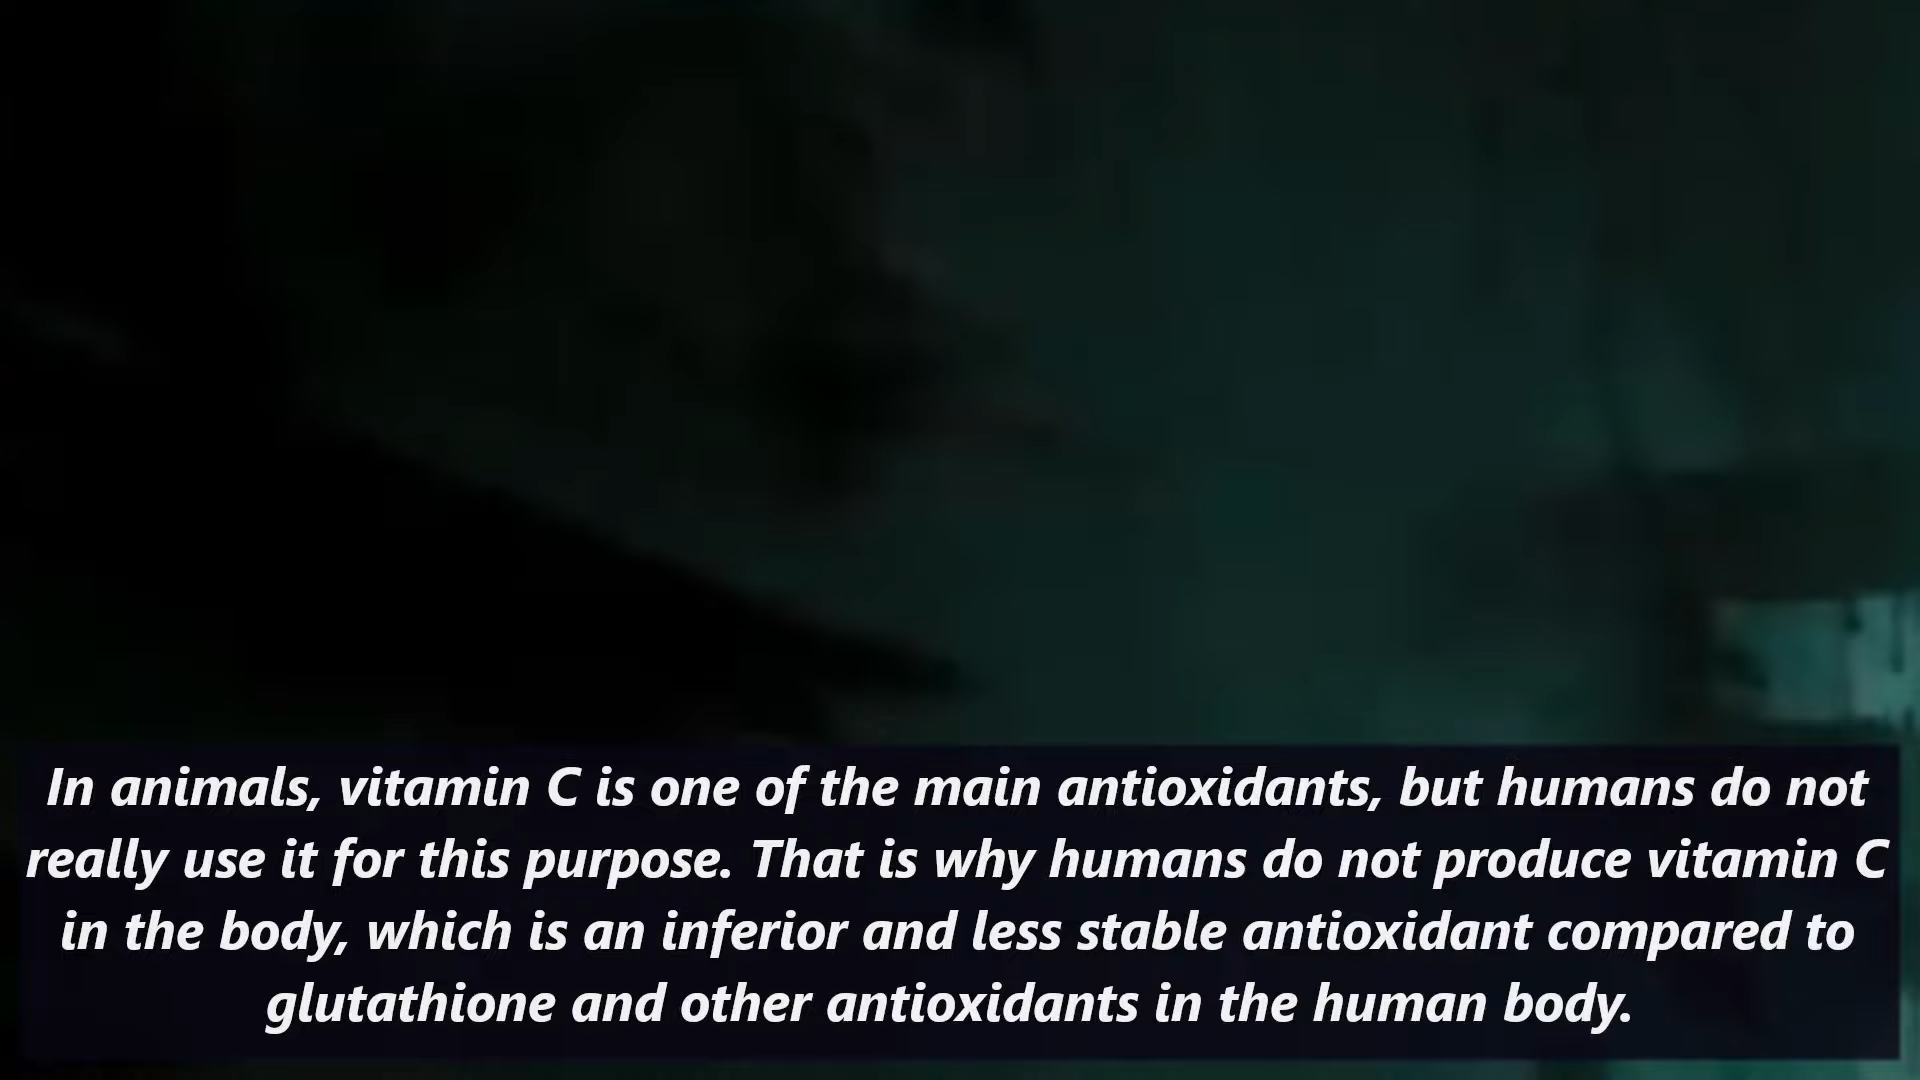 In animals, vitamin C is one of the main antioxidants, but humans do not
really use it for this purpose. That is why humans do not produce vitamin C
in the body, which is an inferior and less stable antioxidant compared to
glutathione and other antioxidants in the human body.